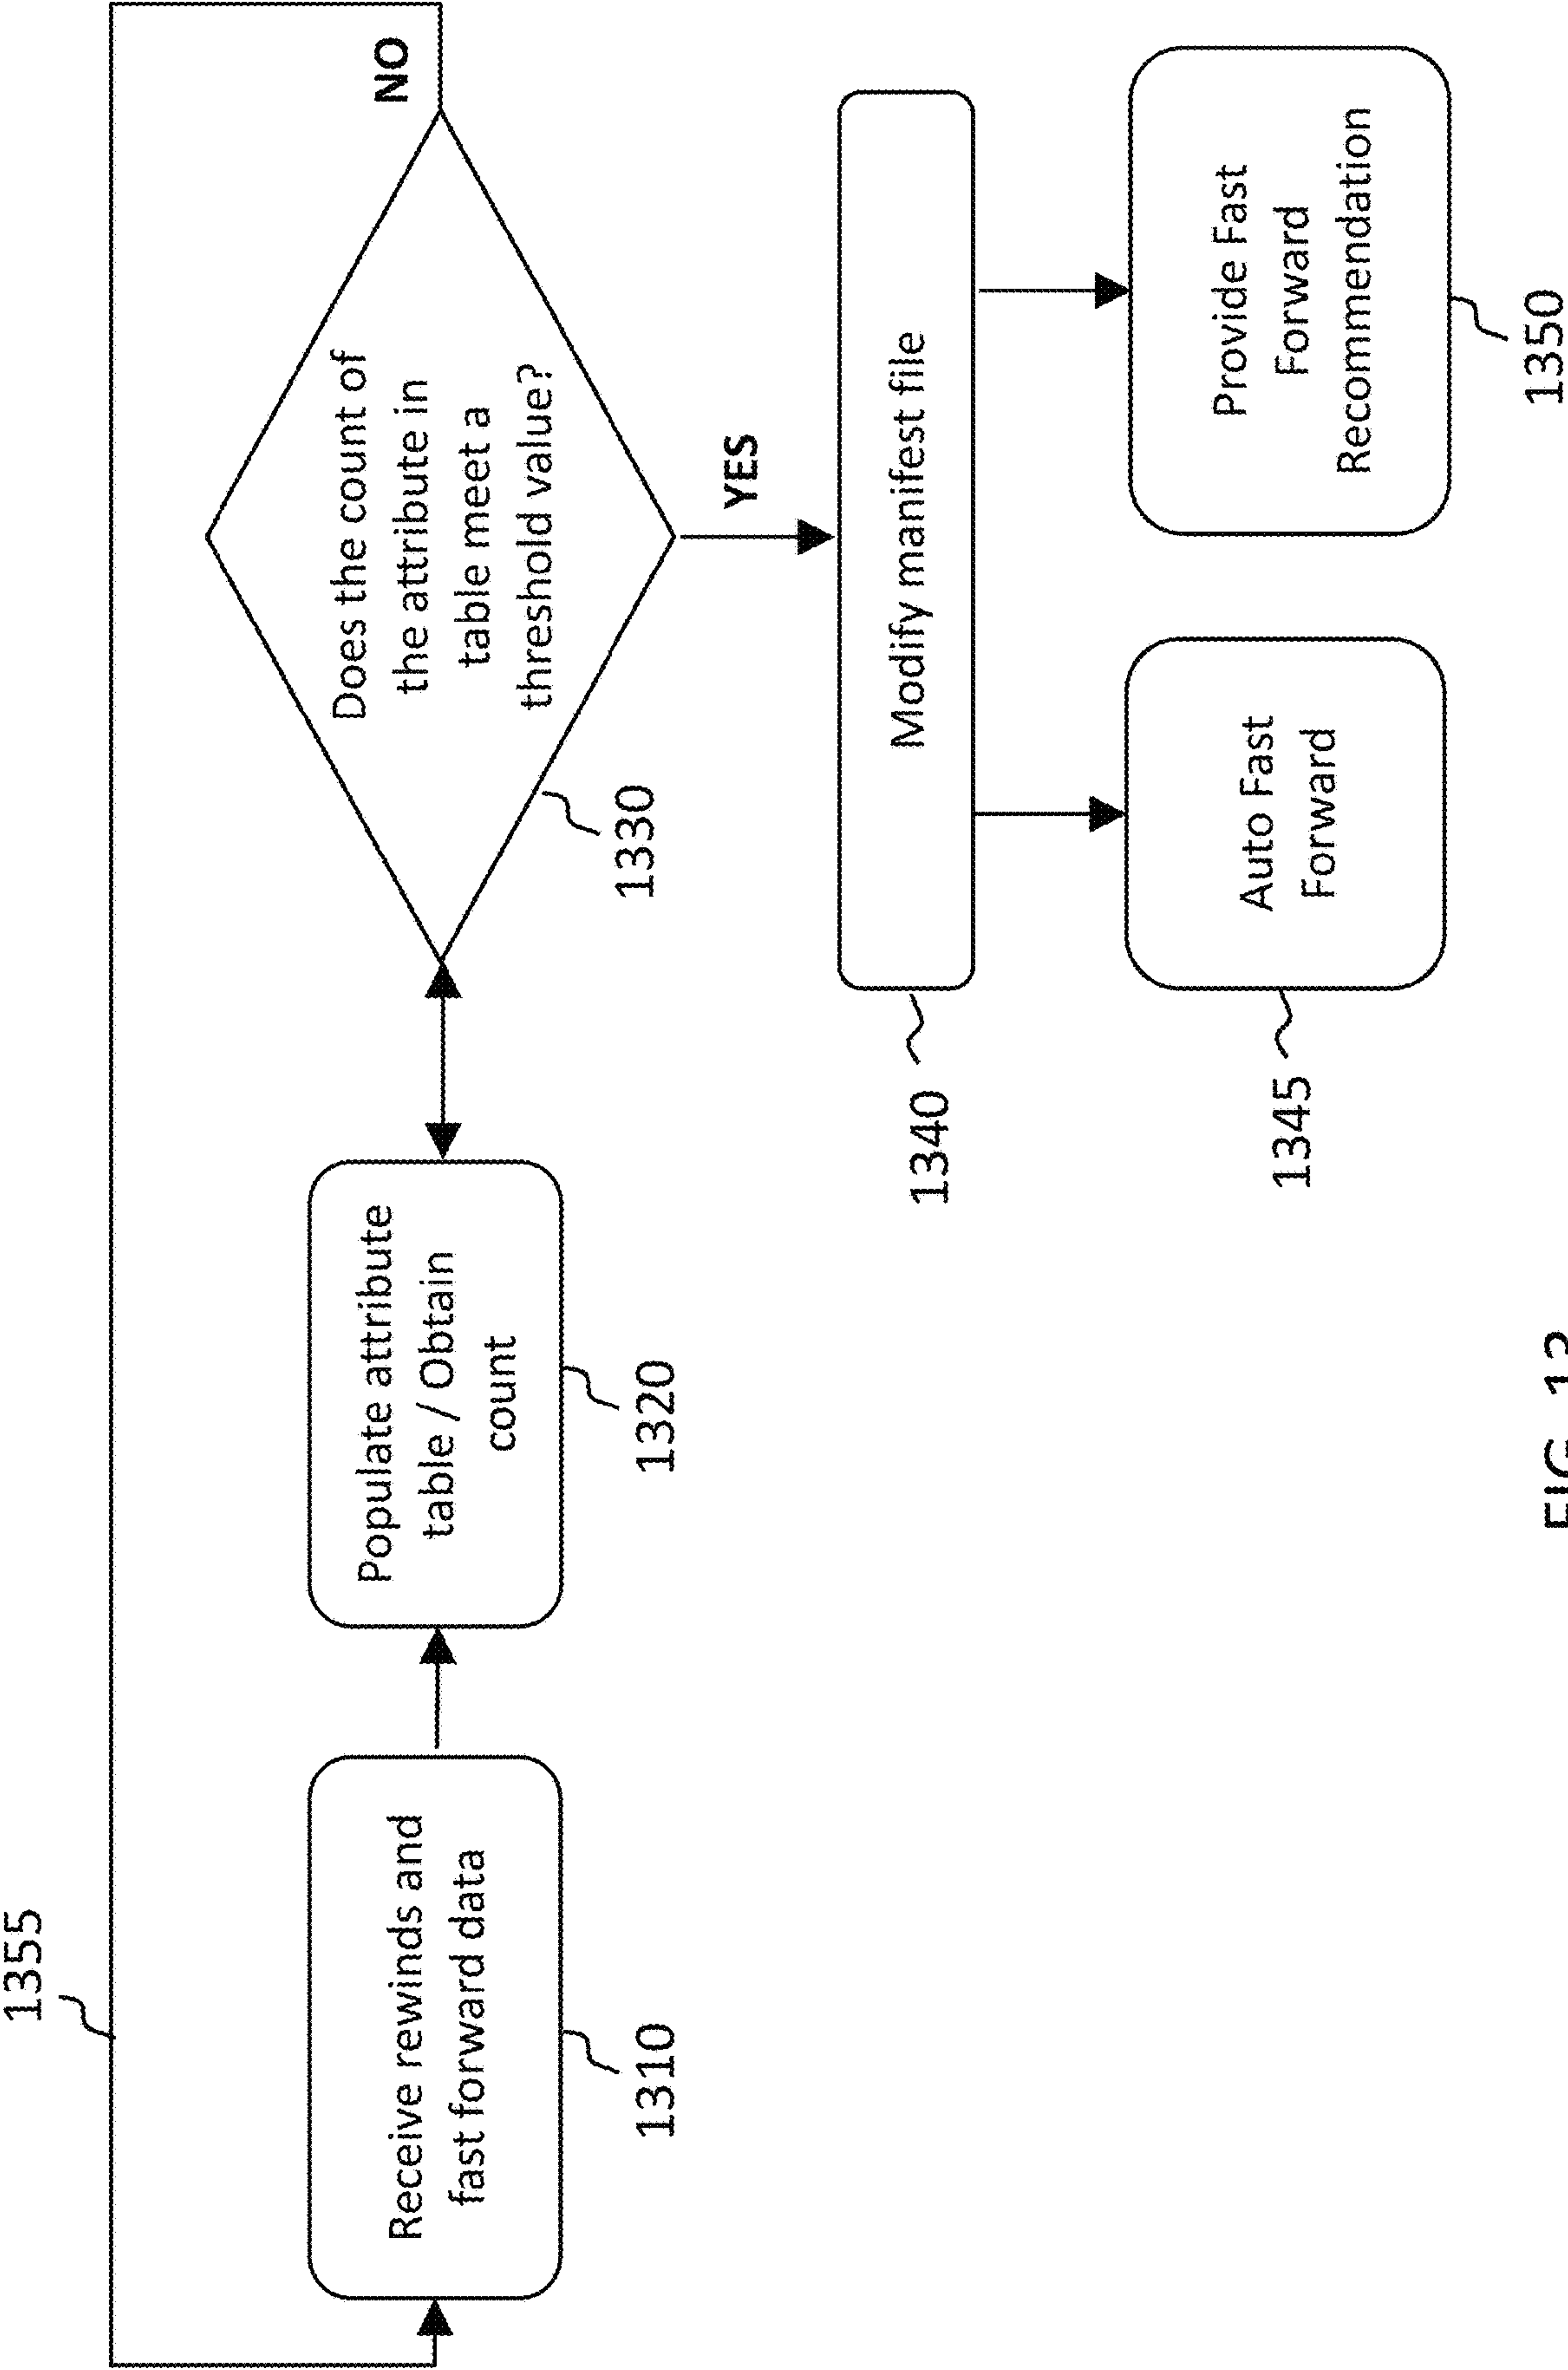 1355
NO
Receive rewinds and
fast forward data
1310
Populate attribute
table / Obtain
count
1320
Does the count of
the attribute in
table meet a
threshold value?
1330
YES
1340
Modify manifest file
1345
Auto Fast
Forward
Provide Fast
Forward
Recommendation
1350
FIG. 13